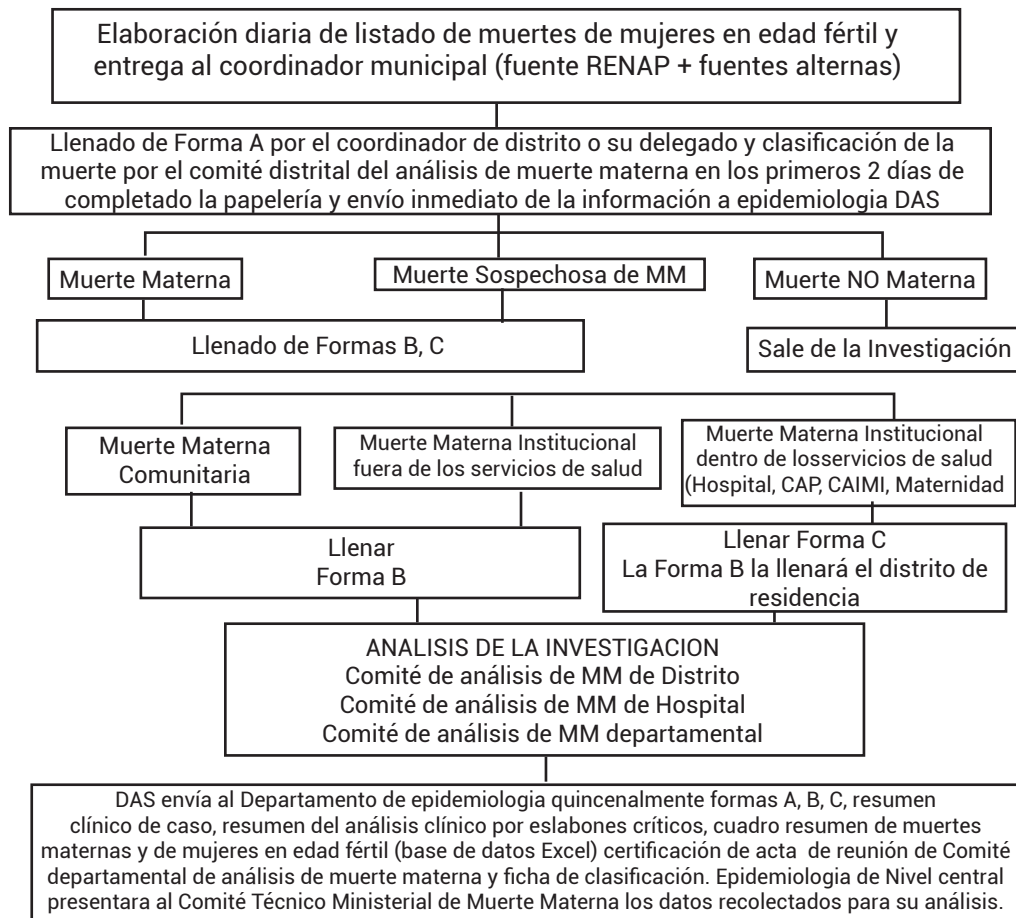 Elaboración diaria de listado de muertes de mujeres en edad fértil y
entrega al coordinador municipal (fuente RENAP + fuentes alternas)
Llenado de Forma A por el coordinador de distrito o su delegado y clasificación de la
muerte por el comité distrital del análisis de muerte materna en los primeros 2 días de
completado la papelería y envío inmediato de la información a epidemiologia DAS
Muerte Materna
Muerte Sospechosa de MM
Muerte NO Materna
Llenado de Formas B, C
Sale de la Investigación
Muerte Materna
Comunitaria
Muerte Materna Institucional
fuera de los servicios de salud
Muerte Materna Institucional
dentro de losservicios de salud
(Hospital, CAP, CAIMI, Maternidad
Llenar
Forma B
Llenar Forma C
La Forma B la llenará el distrito de
residencia
ANALISIS DE LA INVESTIGACION
Comité de análisis de MM de Distrito
Comité de análisis de MM de Hospital
Comité de análisis de MM departamental
DAS envía al Departamento de epidemiologia quincenalmente formas A, B, C, resumen
clínico de caso, resumen del análisis clínico por eslabones críticos, cuadro resumen de muertes
maternas y de mujeres en edad fértil (base de datos Excel) certificación de acta de reunión de Comité
departamental de análisis de muerte materna y ficha de clasificación. Epidemiologia de Nivel central
presentara al Comité Técnico Ministerial de Muerte Materna los datos recolectados para su análisis.